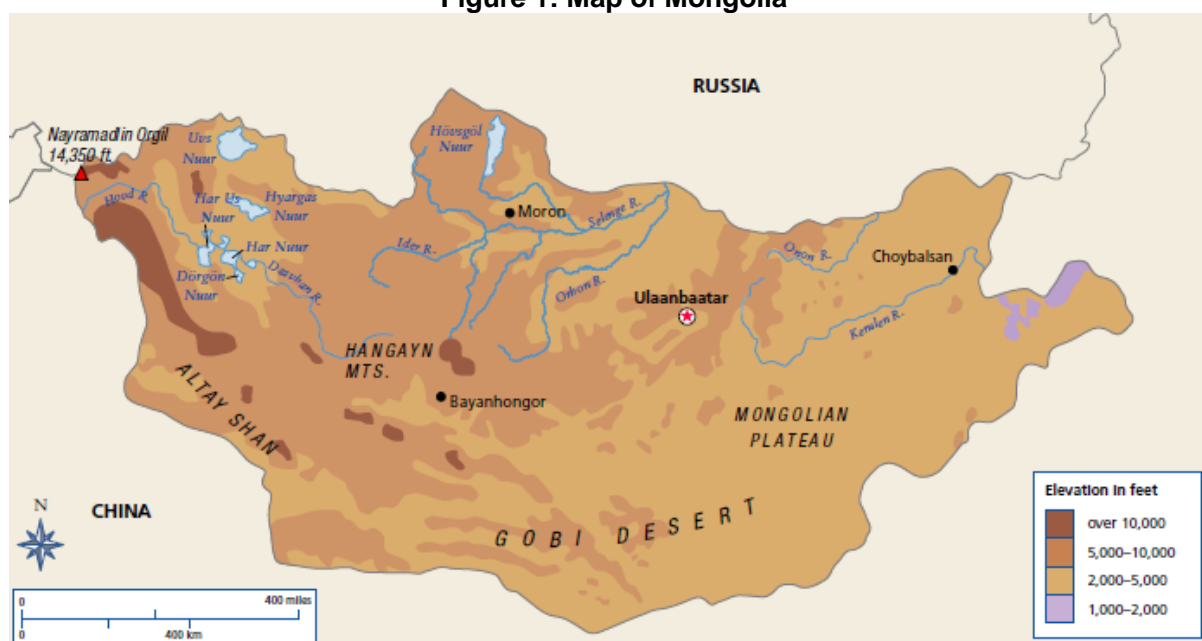 Figure 1: Map of Mongolia
RUSSIA
Nayramadlin Orgil
14,350 ft.
Uvs
Nuur
Hövsgöl
Nuur
Hovd R.
Har Us
Nuur
Hyargas
Nuur
Moron
Selenge R.
Har Nuur
Ider R.
Onon R.
Choybalsan
Dörgön
Nuur
Dzavhan R.
Orhon R.
Ulaanbaatar
Kerulen R.
HANGAYN
MTS.
ALTAY SHAN
Bayanhongor
MONGOLIAN
PLATEAU
GOBI DESERT
N
CHINA
Elevation in feet
over 10,000
5,000–10,000
2,000–5,000
1,000–2,000
0
400 miles
0
400 km